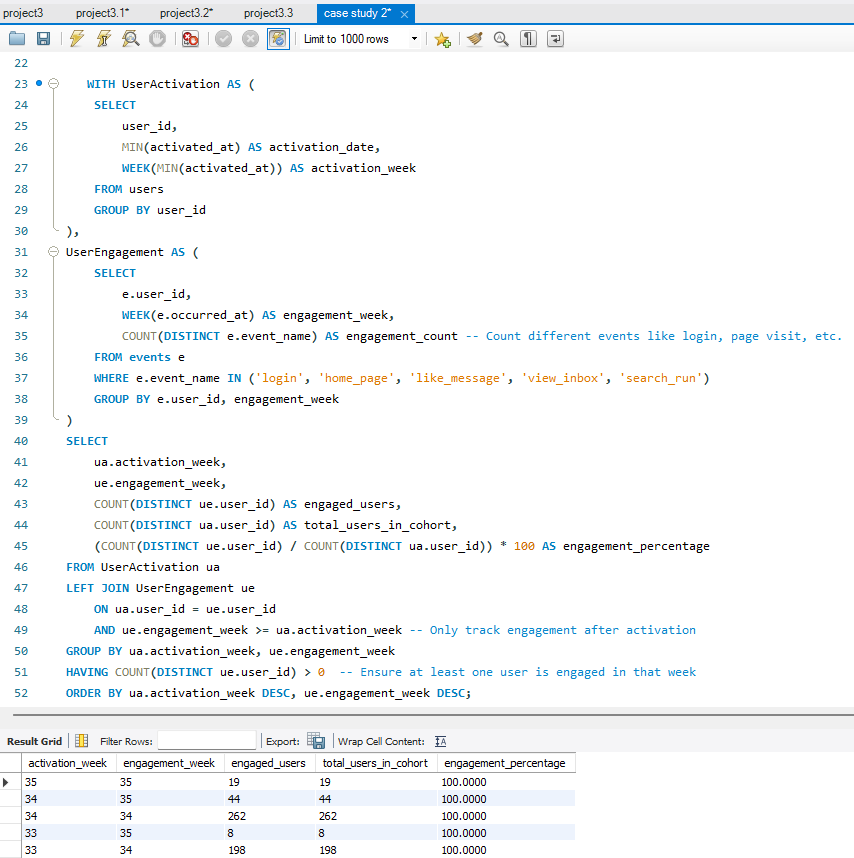 project3 project3.1* project3.2* project3.3 case study 2*
Limit to 1000 rows
22
23 WITH UserActivation AS (
24 SELECT
25 user_id,
26 MIN(activated_at) AS activation_date,
27 WEEK(MIN(activated_at)) AS activation_week
28 FROM users
29 GROUP BY user_id
30 ),
31 UserEngagement AS (
32 SELECT
33 e.user_id,
34 WEEK(e.occurred_at) AS engagement_week,
35 COUNT(DISTINCT e.event_name) AS engagement_count -- Count different events like login, page visit, etc.
36 FROM events e
37 WHERE e.event_name IN ('login', 'home_page', 'like_message', 'view_inbox', 'search_run')
38 GROUP BY e.user_id, engagement_week
39 )
40 SELECT
41 ua.activation_week,
42 ue.engagement_week,
43 COUNT(DISTINCT ue.user_id) AS engaged_users,
44 COUNT(DISTINCT ua.user_id) AS total_users_in_cohort,
45 (COUNT(DISTINCT ue.user_id) / COUNT(DISTINCT ua.user_id)) * 100 AS engagement_percentage
46 FROM UserActivation ua
47 LEFT JOIN UserEngagement ue
48 ON ua.user_id = ue.user_id
49 AND ue.engagement_week >= ua.activation_week -- Only track engagement after activation
50 GROUP BY ua.activation_week, ue.engagement_week
51 HAVING COUNT(DISTINCT ue.user_id) > 0 -- Ensure at least one user is engaged in that week
52 ORDER BY ua.activation_week DESC, ue.engagement_week DESC;
Result Grid Filter Rows: Export: Wrap Cell Content: IA
activation_week engagement_week engaged_users total_users_in_cohort engagement_percentage
35 35 19 19 100.0000
34 35 44 44 100.0000
34 34 262 262 100.0000
33 35 8 8 100.0000
33 34 198 198 100.0000